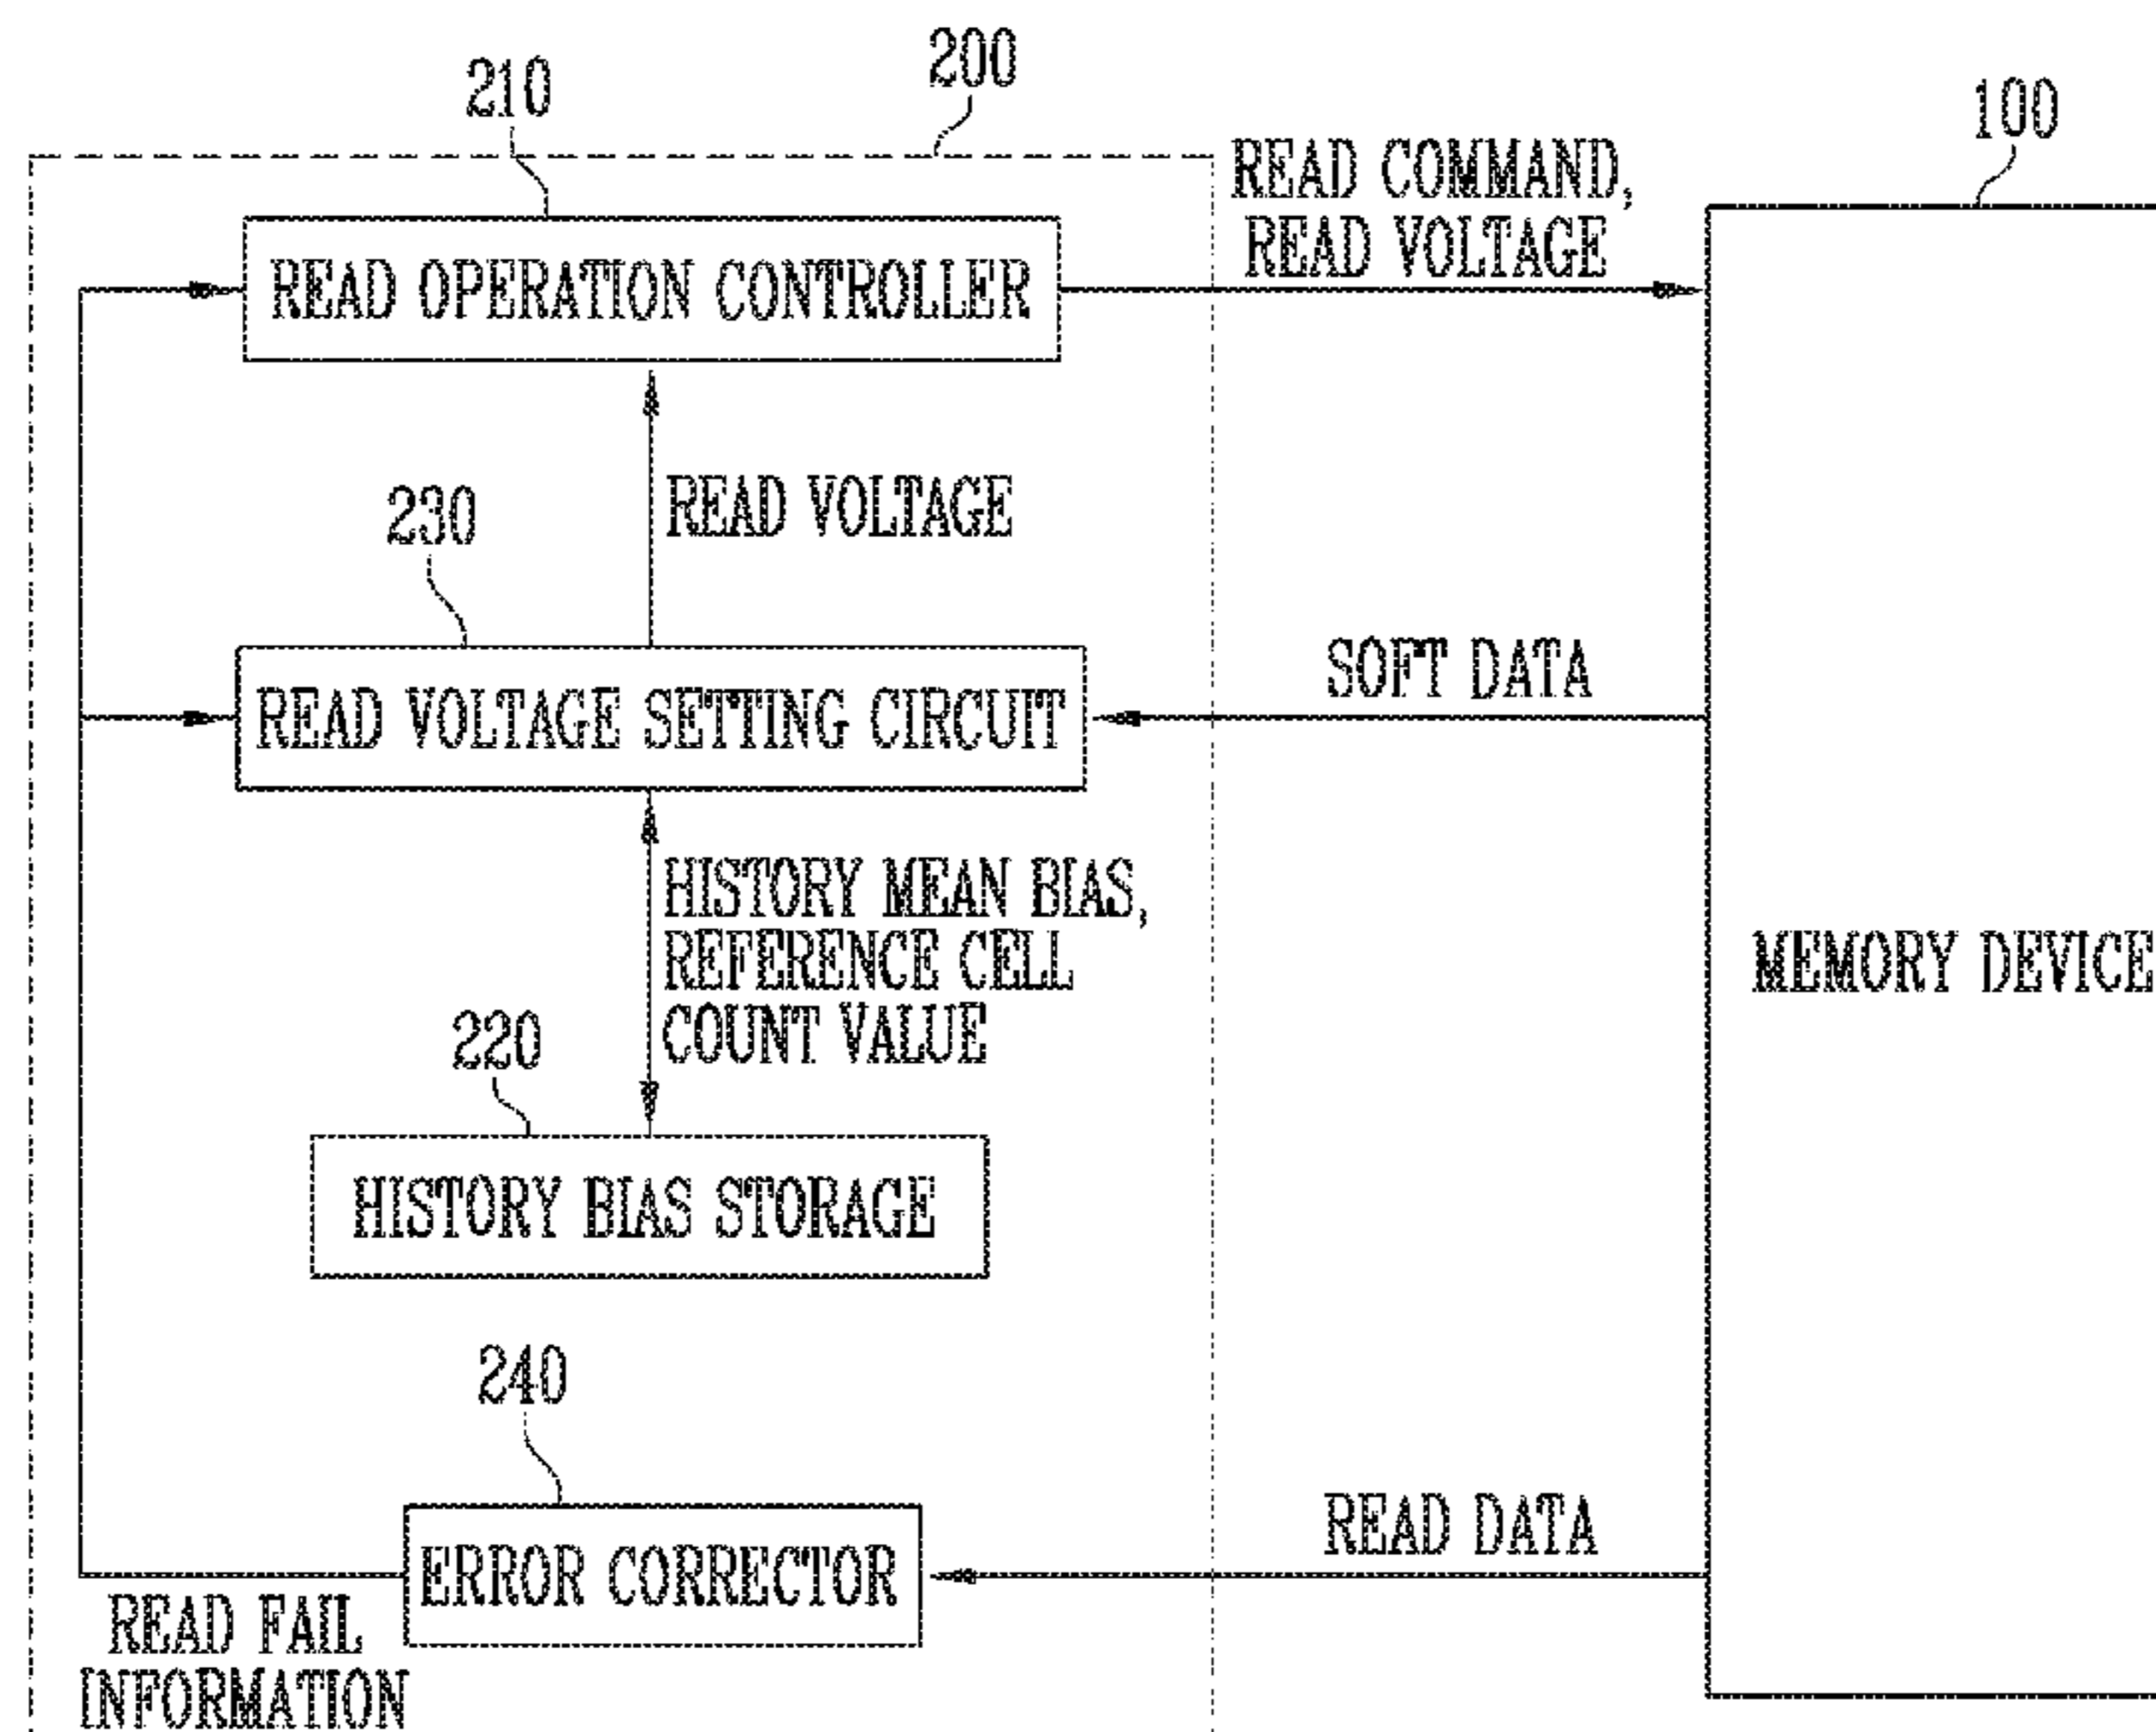 200
210
100
READ COMMAND,
READ VOLTAGE
READ OPERATION CONTROLLER
READ VOLTAGE
230
SOFT DATA
READ VOLTAGE SETTING CIRCUIT
HISTORY MEAN BIAS,
REFERENCE CELL
COUNT VALUE
MEMORY DEVICE
220
HISTORY BIAS STORAGE
240
READ DATA
ERROR CORRECTOR
READ FAIL
INFORMATION